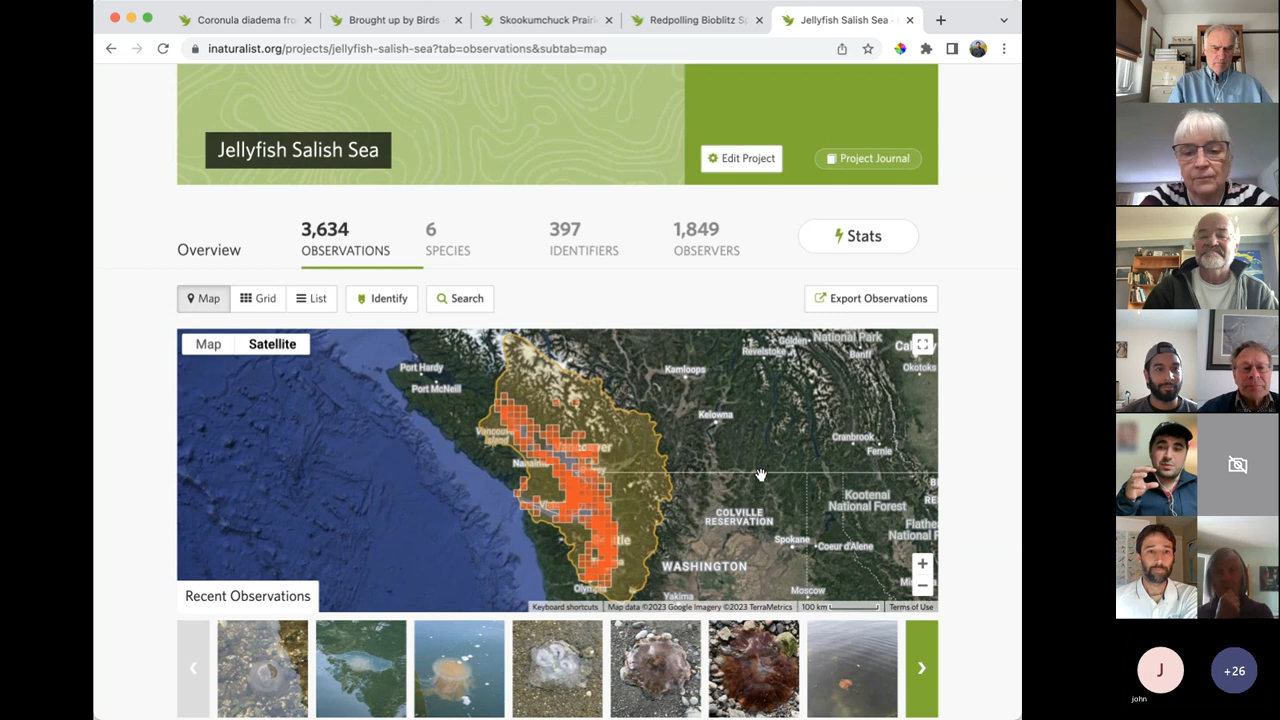 Coronula diadema fro
Brought up by Birds
Skookumchuck Prairi
Redpolling Bioblitz Sp
Jellyfish Salish Sea ·
inaturalist.org/projects/jellyfish-salish-sea?tab=observations&subtab=map
Jellyfish Salish Sea
Edit Project
Project Journal
Overview
3,634
OBSERVATIONS
6
SPECIES
397
IDENTIFIERS
1,849
OBSERVERS
Stats
Map
Grid
List
Identify
Search
Export Observations
Map
Satellite
Port Hardy
Port McNeill
Kamloops
Revelstoke
Golden
National Park
Banff
Okotoks
Kelowna
Cranbrook
Fernie
Kootenai
National Forest
COLVILLE
RESERVATION
Spokane
Coeur d'Alene
WASHINGTON
Yakima
Moscow
Recent Observations
Keyboard shortcuts
Map data ©2023 Google Imagery ©2023 TerraMetrics
100 km
Terms of Use
J
john
+26